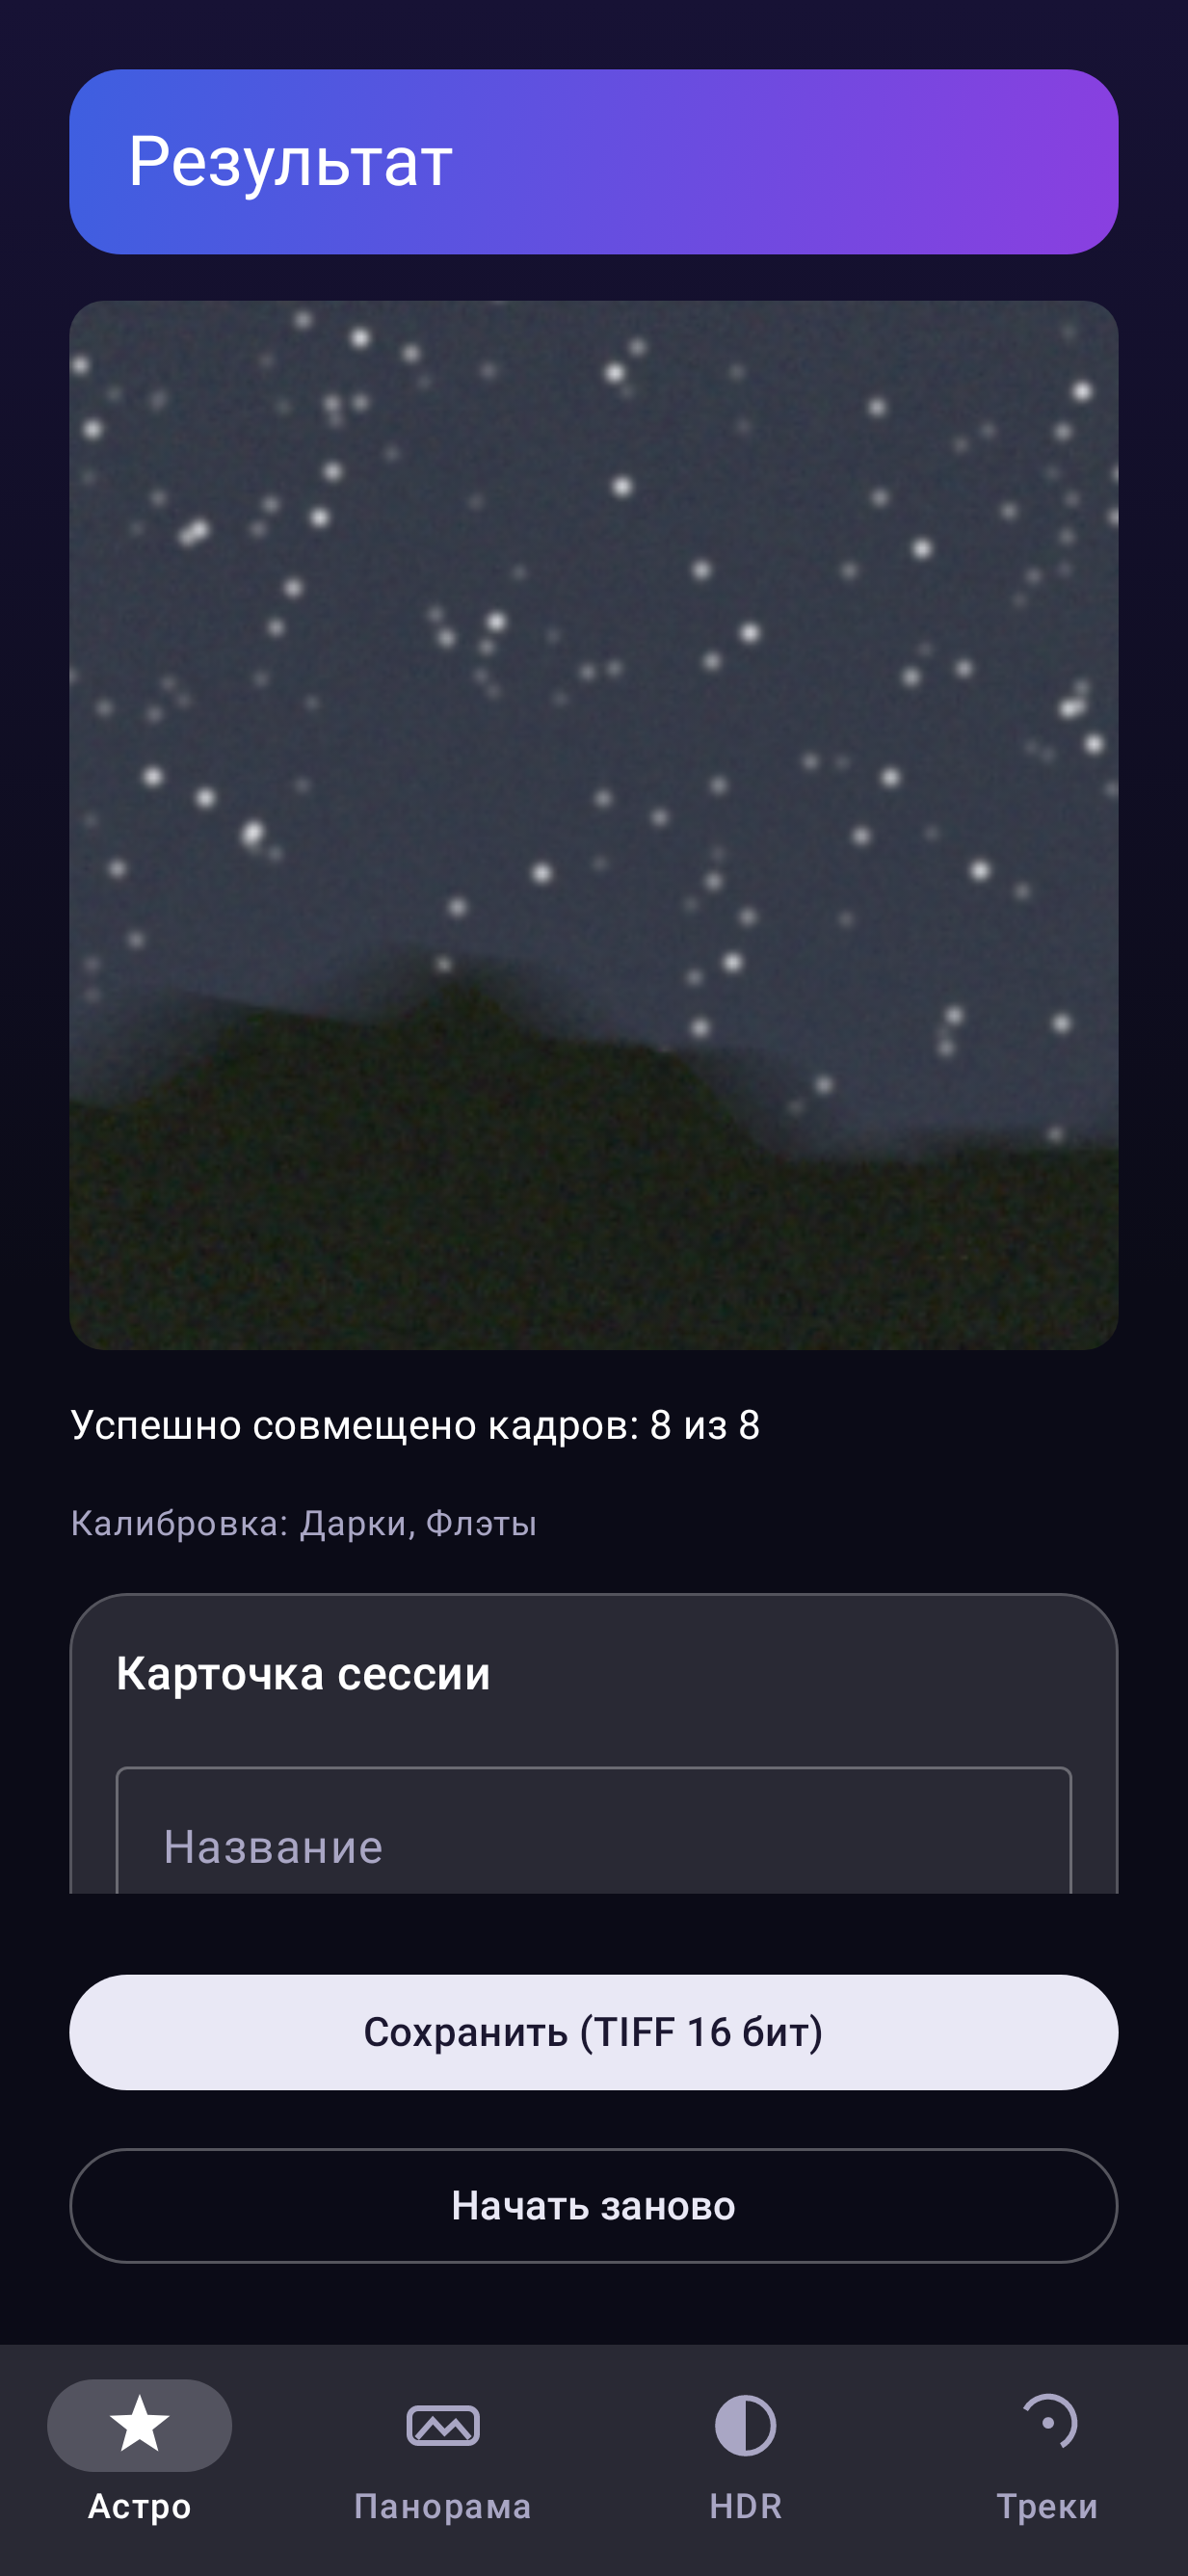 Результат
Успешно совмещено кадров: 8 из 8
Калибровка: Дарки, Флэты
Карточка сессии
Название
Сохранить (TIFF 16 бит)
Начать заново
Астро
Панорама
HDR
Треки